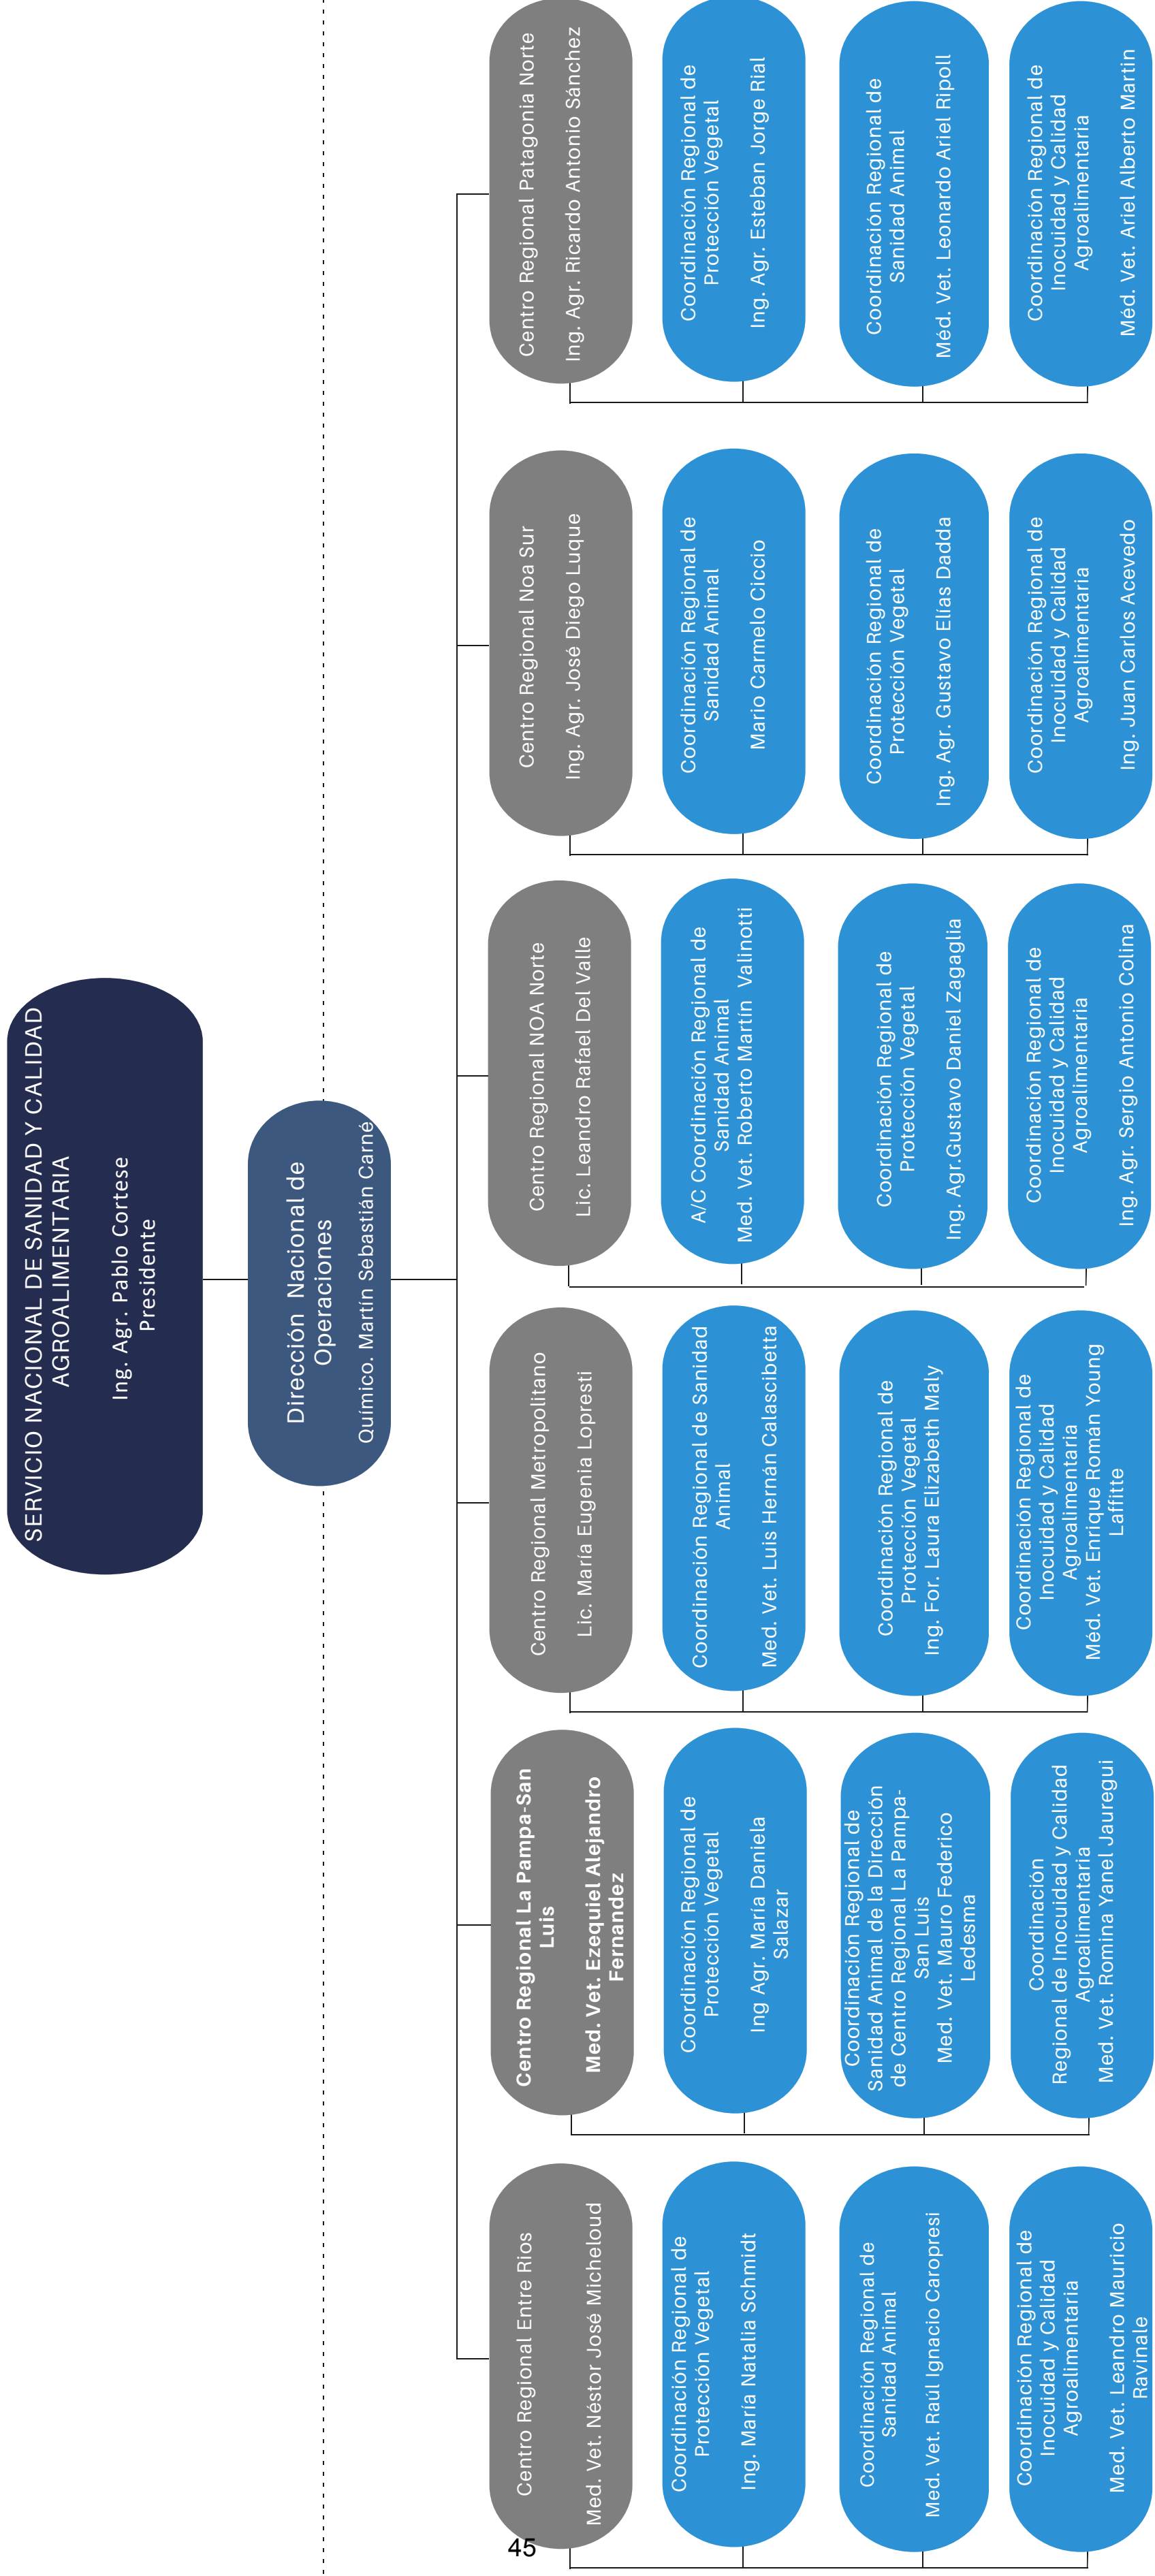 SERVICIO NACIONAL DE SANIDAD Y CALIDAD
AGROALIMENTARIA
Ing. Agr. Pablo Cortese
Presidente
Dirección Nacional de
Operaciones
Químico. Martín Sebastián Carné
Centro Regional Entre Rios
Med. Vet. Néstor José Micheloud
Coordinación Regional de
Protección Vegetal
Ing. María Natalia Schmidt
Coordinación Regional de
Sanidad Animal
Med. Vet. Raúl Ignacio Caropresi
Coordinación Regional de
Inocuidad y Calidad
Agroalimentaria
Med. Vet. Leandro Mauricio
Ravinale
Centro Regional La Pampa-San
Luis
Med. Vet. Ezequiel Alejandro
Fernandez
Coordinación Regional de
Protección Vegetal
Ing Agr. María Daniela
Salazar
Coordinación Regional de
Sanidad Animal de la Dirección
de Centro Regional La Pampa-
San Luis
Med. Vet. Mauro Federico
Ledesma
Coordinación
Regional de Inocuidad y Calidad
Agroalimentaria
Med. Vet. Romina Yanel Jauregui
Centro Regional Metropolitano
Lic. María Eugenia Lopresti
Coordinación Regional de Sanidad
Animal
Med. Vet. Luis Hernán Calascibetta
Coordinación Regional de
Protección Vegetal
Ing. For. Laura Elizabeth Maly
Coordinación Regional de
Inocuidad y Calidad
Agroalimentaria
Méd. Vet. Enrique Román Young
Laffitte
Centro Regional NOA Norte
Lic. Leandro Rafael Del Valle
A/C Coordinación Regional de
Sanidad Animal
Med. Vet. Roberto Martín Valinotti
Coordinación Regional de
Protección Vegetal
Ing. Agr.Gustavo Daniel Zagaglia
Coordinación Regional de
Inocuidad y Calidad
Agroalimentaria
Ing. Agr. Sergio Antonio Colina
Centro Regional Noa Sur
Ing. Agr. José Diego Luque
Coordinación Regional de
Sanidad Animal
Mario Carmelo Ciccio
Coordinación Regional de
Protección Vegetal
Ing. Agr. Gustavo Elías Dadda
Coordinación Regional de
Inocuidad y Calidad
Agroalimentaria
Ing. Juan Carlos Acevedo
Centro Regional Patagonia Norte
Ing. Agr. Ricardo Antonio Sánchez
Coordinación Regional de
Protección Vegetal
Ing. Agr. Esteban Jorge Rial
Coordinación Regional de
Sanidad Animal
Méd. Vet. Leonardo Ariel Ripoll
Coordinación Regional de
Inocuidad y Calidad
Agroalimentaria
Méd. Vet. Ariel Alberto Martin
45